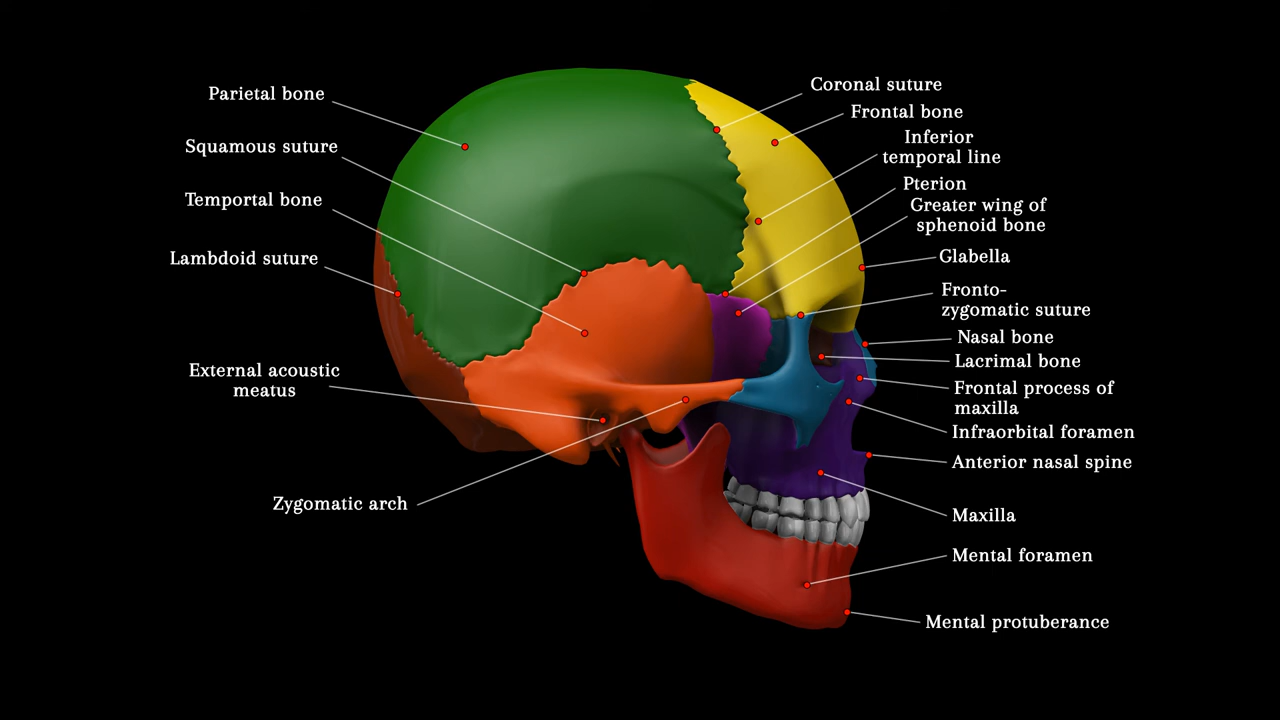 Parietal bone
Squamous suture
Temportal bone
Lambdoid suture
External acoustic
meatus
Zygomatic arch
Coronal suture
Frontal bone
Inferior
temporal line
Pterion
Greater wing of
sphenoid bone
Glabella
Fronto-
zygomatic suture
Nasal bone
Lacrimal bone
Frontal process of
maxilla
Infraorbital foramen
Anterior nasal spine
Maxilla
Mental foramen
Mental protuberance